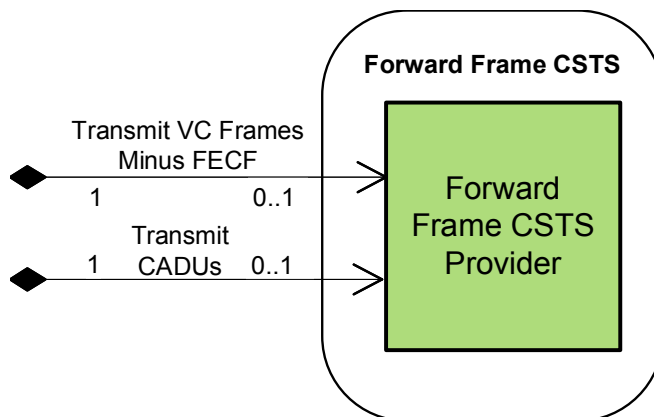 Forward Frame CSTS
Transmit VC Frames
Minus FECF
1 0..1
Transmit
CADUs
1 0..1
Forward
Frame CSTS
Provider